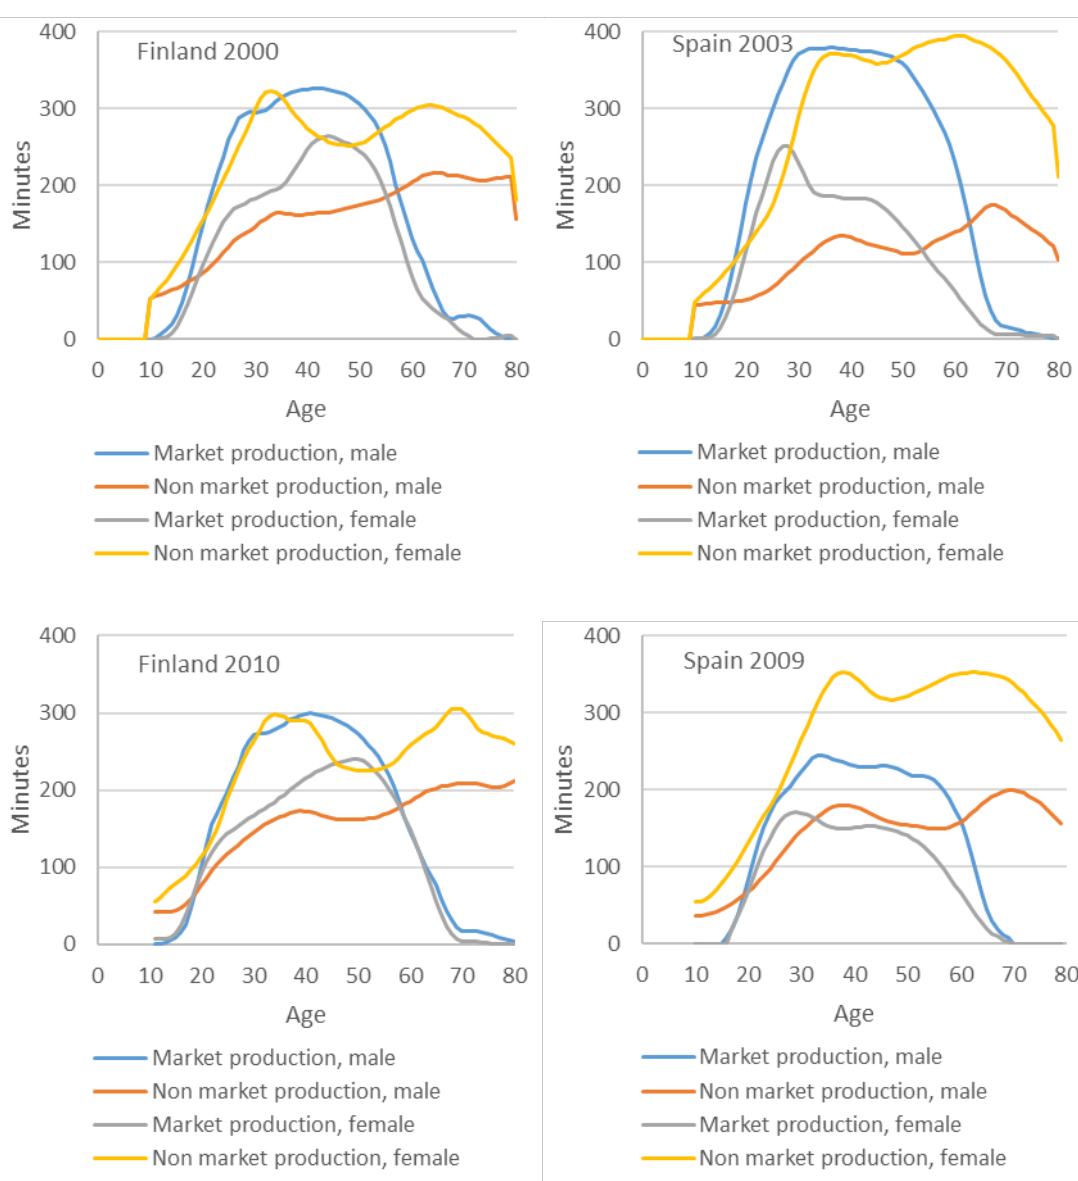 Finland 2000
400
300
200
100
0
Minutes
0 10 20 30 40 50 60 70 80
Age
Market production, male
Non market production, male
Market production, female
Non market production, female
Spain 2003
400
300
200
100
0
Minutes
0 10 20 30 40 50 60 70 80
Age
Market production, male
Non market production, male
Market production, female
Non market production, female
Finland 2010
400
300
200
100
0
Minutes
0 10 20 30 40 50 60 70 80
Age
Market production, male
Non market production, male
Market production, female
Non market production, female
Spain 2009
400
300
200
100
0
Minutes
0 10 20 30 40 50 60 70 80
Age
Market production, male
Non market production, male
Market production, female
Non market production, female